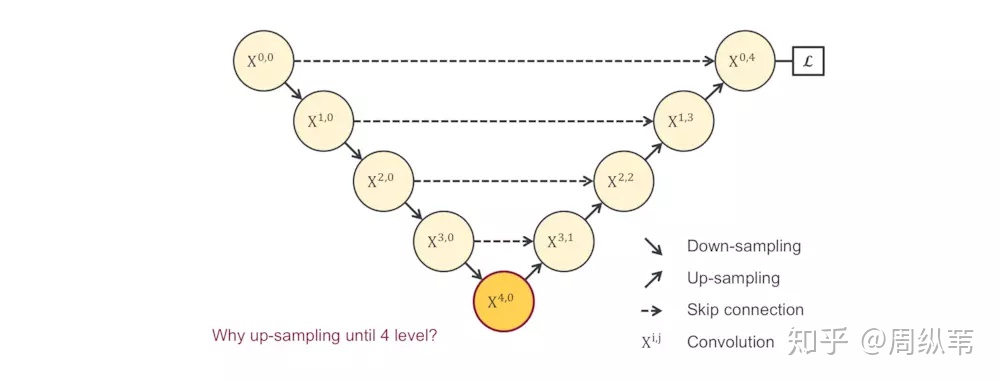 X^{0,0}
X^{0,4}
𝓛
X^{1,0}
X^{1,3}
X^{2,0}
X^{2,2}
X^{3,0}
X^{3,1}
X^{4,0}
Why up-sampling until 4 level?
Down-sampling
Up-sampling
Skip connection
X^{i,j} Convolution
知乎 @周纵苇